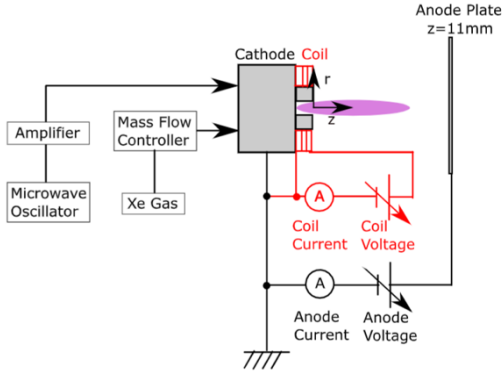 Anode Plate
z=11mm
Cathode
Coil
r
z
Amplifier
Mass Flow
Controller
Microwave
Oscillator
Xe Gas
A
Coil
Current
Coil
Voltage
A
Anode
Current
Anode
Voltage